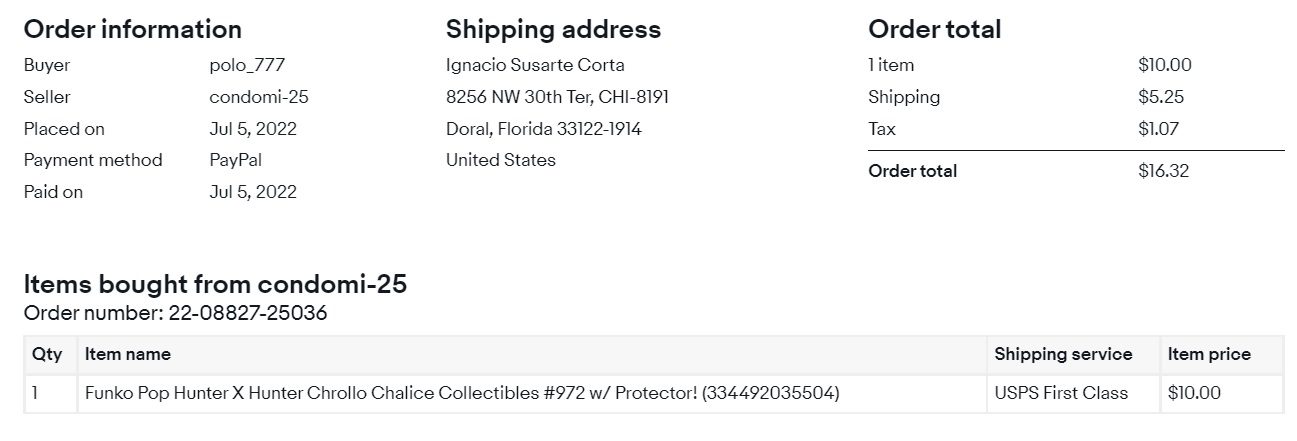 Order information
Buyer polo_777
Seller condomi-25
Placed on Jul 5, 2022
Payment method PayPal
Paid on Jul 5, 2022
Shipping address
Ignacio Susarte Corta
8256 NW 30th Ter, CHI-8191
Doral, Florida 33122-1914
United States
Order total
1 item $10.00
Shipping $5.25
Tax $1.07
Order total $16.32
Items bought from condomi-25
Order number: 22-08827-25036
Qty Item name Shipping service Item price
1 Funko Pop Hunter X Hunter Chrollo Chalice Collectibles #972 w/ Protector! (334492035504) USPS First Class $10.00